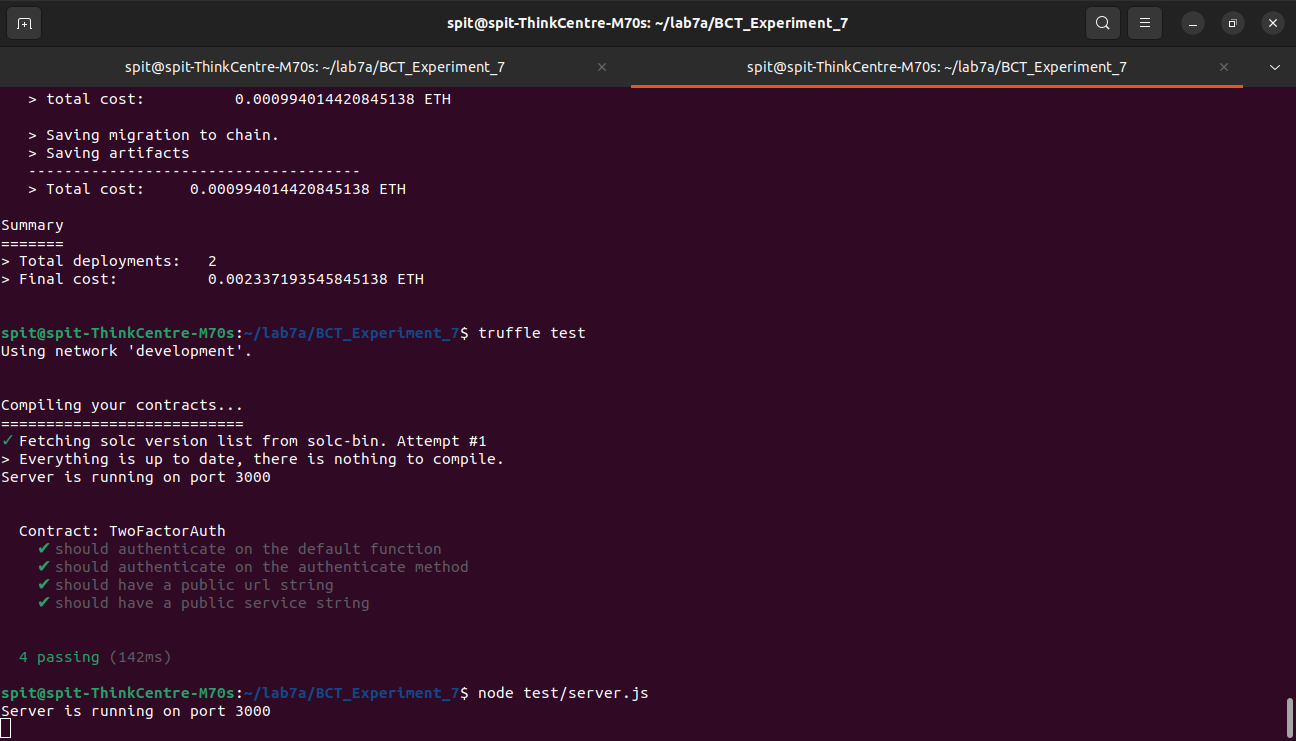 spit@spit-ThinkCentre-M70s: ~/lab7a/BCT_Experiment_7
spit@spit-ThinkCentre-M70s: ~/lab7a/BCT_Experiment_7
spit@spit-ThinkCentre-M70s: ~/lab7a/BCT_Experiment_7
> total cost:          0.000994014420845138 ETH
> Saving migration to chain.
> Saving artifacts
-------------------------------------
> Total cost:     0.000994014420845138 ETH
Summary
=======
> Total deployments:   2
> Final cost:          0.002337193545845138 ETH
spit@spit-ThinkCentre-M70s:~/lab7a/BCT_Experiment_7$ truffle test
Using network 'development'.
Compiling your contracts...
===========================
✓ Fetching solc version list from solc-bin. Attempt #1
> Everything is up to date, there is nothing to compile.
Server is running on port 3000
Contract: TwoFactorAuth
✔ should authenticate on the default function
✔ should authenticate on the authenticate method
✔ should have a public url string
✔ should have a public service string
4 passing (142ms)
spit@spit-ThinkCentre-M70s:~/lab7a/BCT_Experiment_7$ node test/server.js
Server is running on port 3000